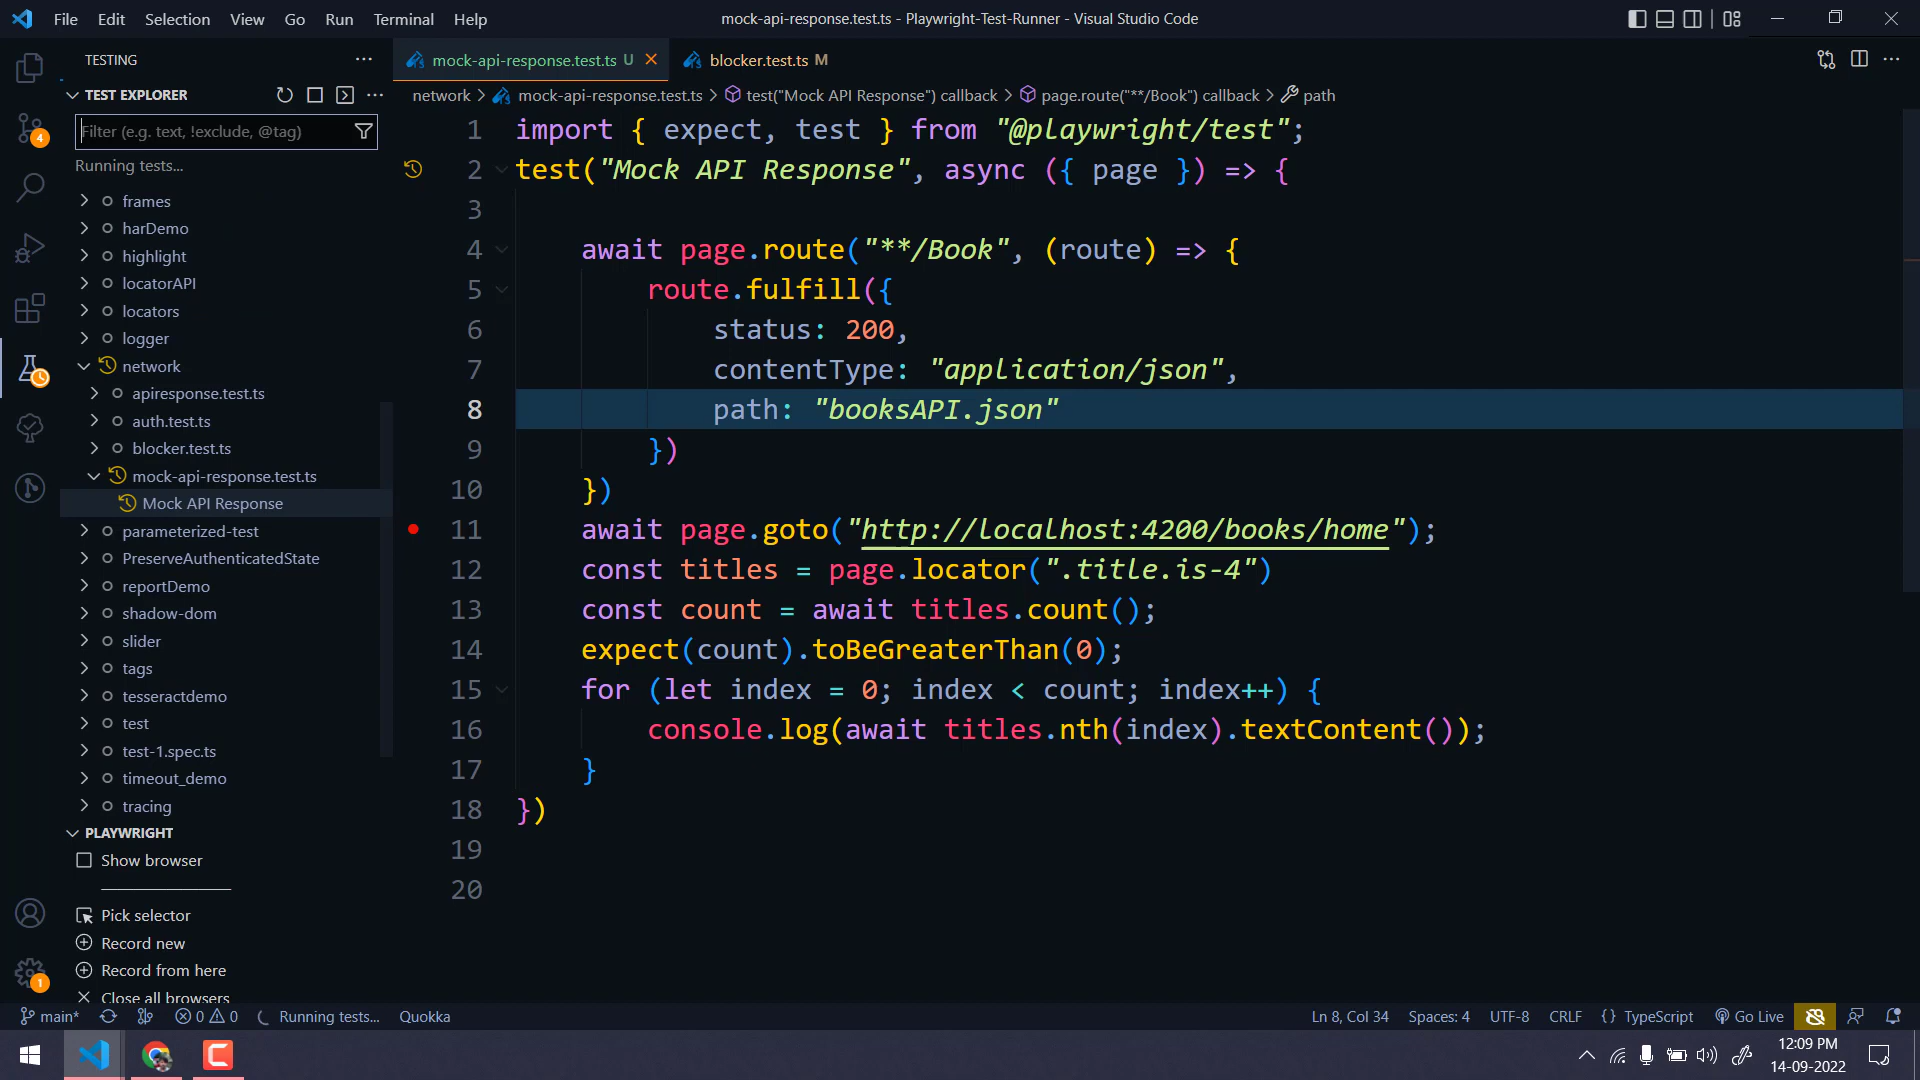 File Edit Selection View Go Run Terminal Help
mock-api-response.test.ts - Playwright-Test-Runner - Visual Studio Code
TESTING
mock-api-response.test.ts U
blocker.test.ts M
TEST EXPLORER
network > mock-api-response.test.ts > test("Mock API Response") callback > page.route("**/Book") callback > path
Filter (e.g. text, !exclude, @tag)
Running tests...
frames
harDemo
highlight
locatorAPI
locators
logger
network
apiresponse.test.ts
auth.test.ts
blocker.test.ts
mock-api-response.test.ts
Mock API Response
parameterized-test
PreserveAuthenticatedState
reportDemo
shadow-dom
slider
tags
tesseractdemo
test
test-1.spec.ts
timeout_demo
tracing
PLAYWRIGHT
Show browser
Pick selector
Record new
Record from here
Close all browsers
4
1
1 import { expect, test } from "@playwright/test";
2 test("Mock API Response", async ({ page }) => {
3
4 await page.route("**/Book", (route) => {
5 route.fulfill({
6 status: 200,
7 contentType: "application/json",
8 path: "booksAPI.json"
9 })
10 })
11 await page.goto("http://localhost:4200/books/home");
12 const titles = page.locator(".title.is-4")
13 const count = await titles.count();
14 expect(count).toBeGreaterThan(0);
15 for (let index = 0; index < count; index++) {
16 console.log(await titles.nth(index).textContent());
17 }
18 })
19
20
main* 0 0 Running tests... Quokka
Ln 8, Col 34 Spaces: 4 UTF-8 CRLF {} TypeScript Go Live
12:09 PM
14-09-2022